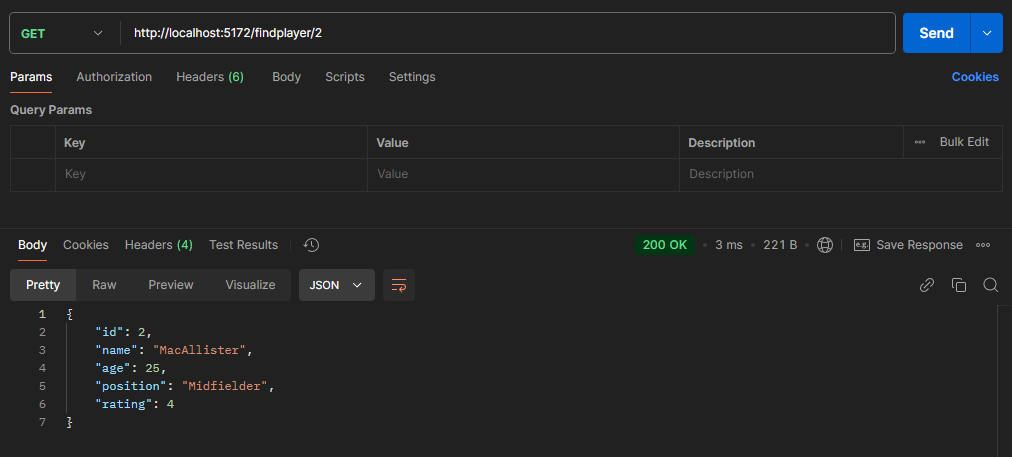 GET http://localhost:5172/findplayer/2 Send
Params Authorization Headers (6) Body Scripts Settings Cookies
Query Params
Key Value Description Bulk Edit
Key Value Description
Body Cookies Headers (4) Test Results 200 OK 3 ms 221 B e.g. Save Response
Pretty Raw Preview Visualize JSON
1 {
2 "id": 2,
3 "name": "MacAllister",
4 "age": 25,
5 "position": "Midfielder",
6 "rating": 4
7 }